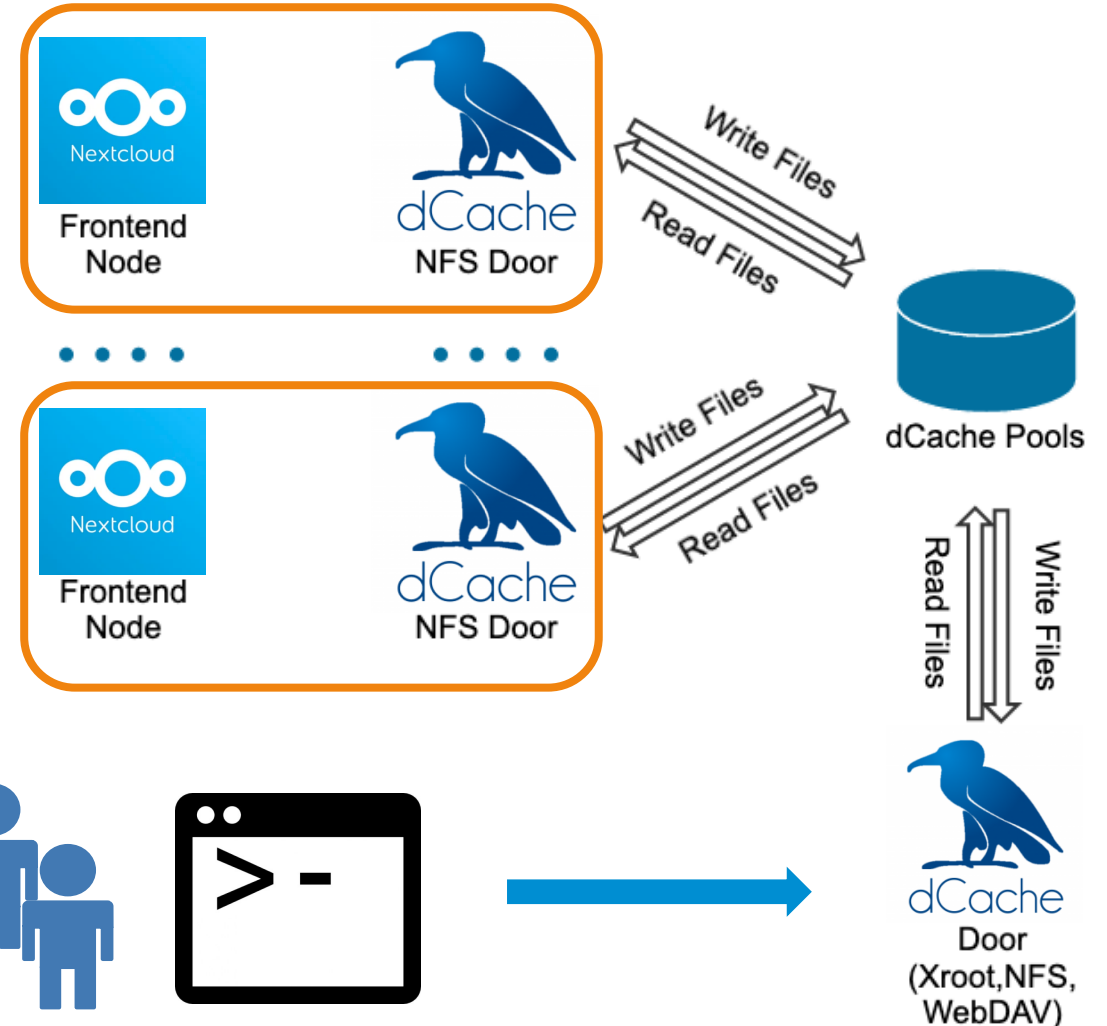 Nextcloud
Frontend
Node
dCache
NFS Door
Write Files
Read Files
dCache Pools
Nextcloud
Frontend
Node
dCache
NFS Door
Write Files
Read Files
Read Files
Write Files
>-
dCache
Door
(Xroot,NFS,
WebDAV)